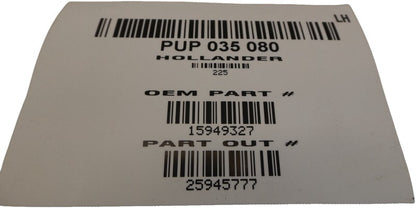 LH
PUP 035 080
HOLLANDER
225
OEM PART #
15949327
PART OUT #
25945777